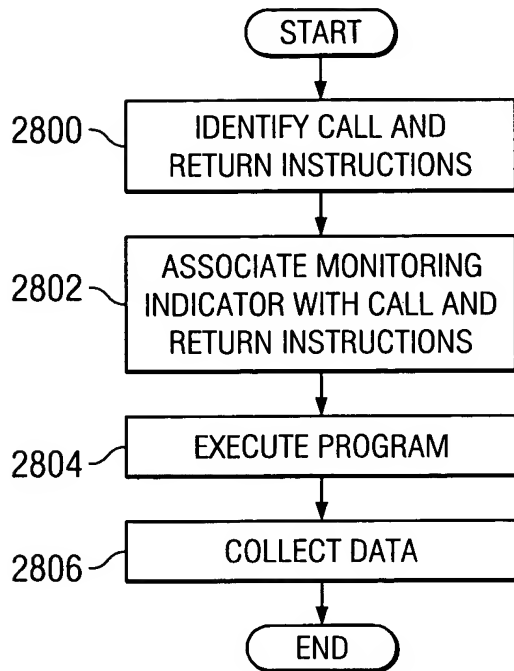 START
2800
IDENTIFY CALL AND
RETURN INSTRUCTIONS
2802
ASSOCIATE MONITORING
INDICATOR WITH CALL AND
RETURN INSTRUCTIONS
2804
EXECUTE PROGRAM
2806
COLLECT DATA
END